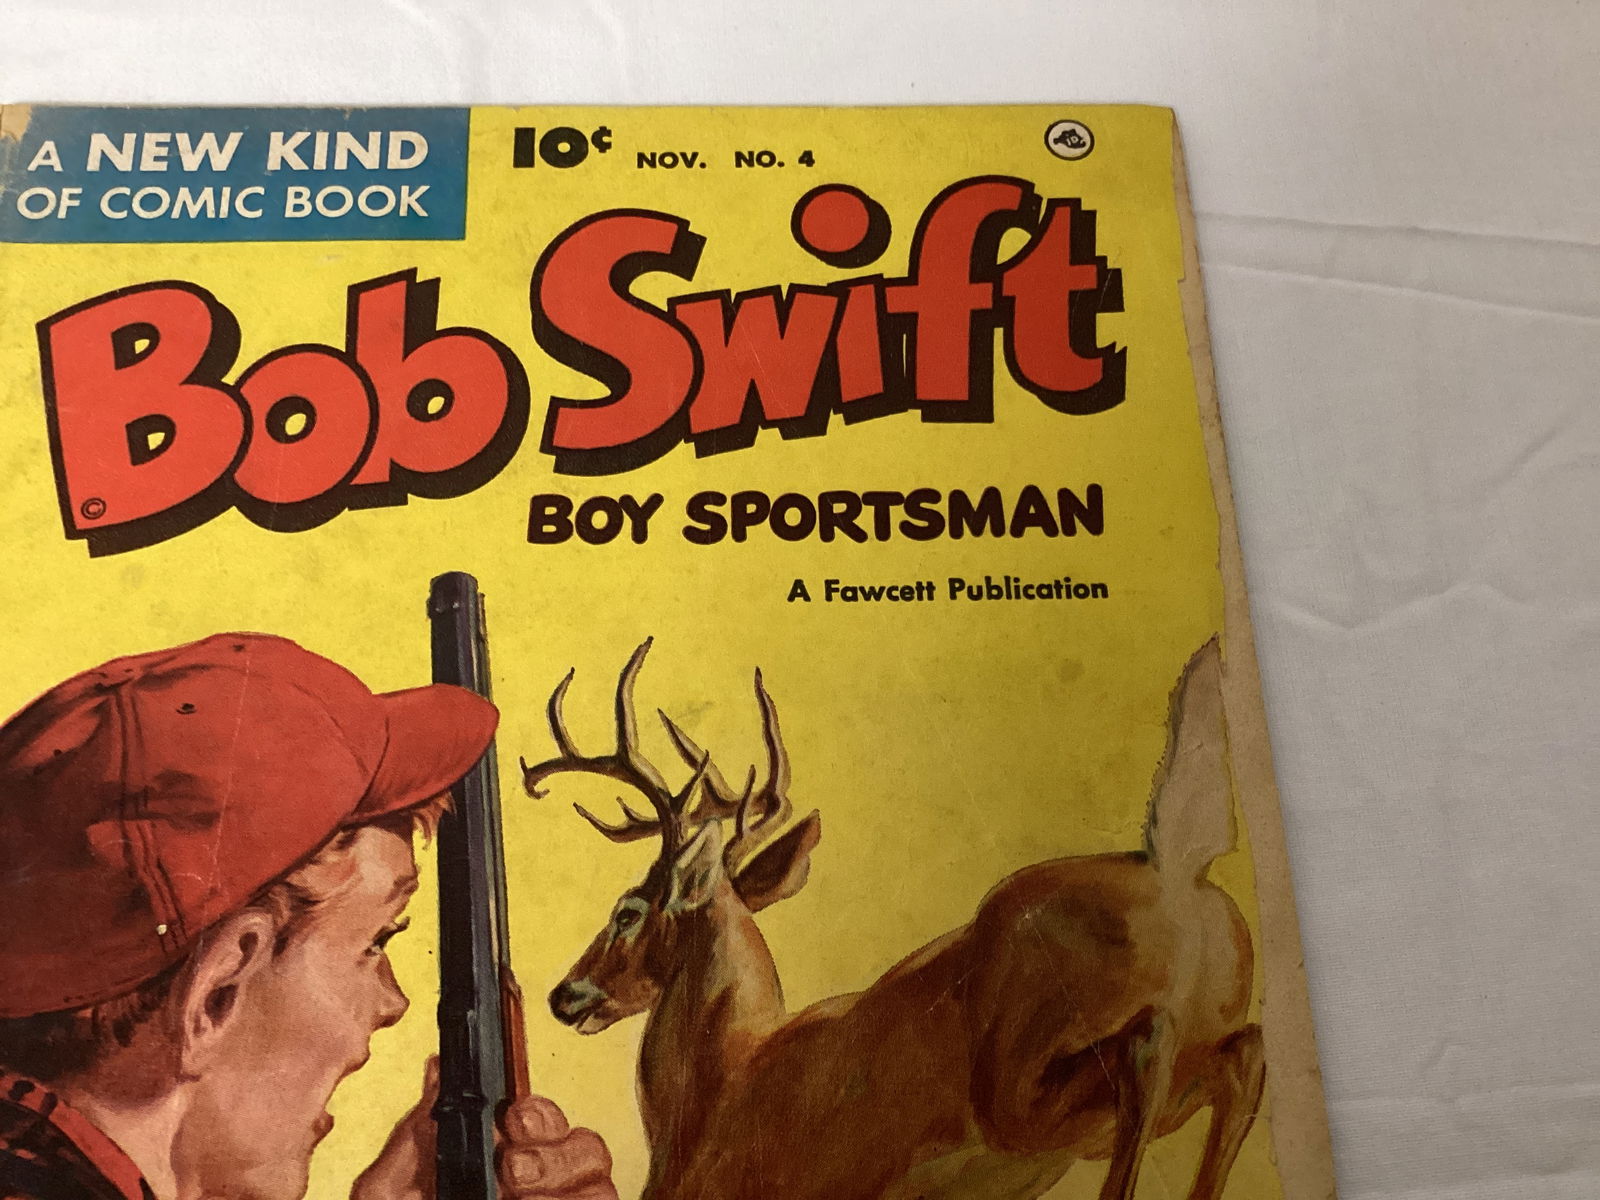 A NEW KIND
OF COMIC BOOK
10¢ NOV. NO. 4
Bob Swift
©
BOY SPORTSMAN
A Fawcett Publication